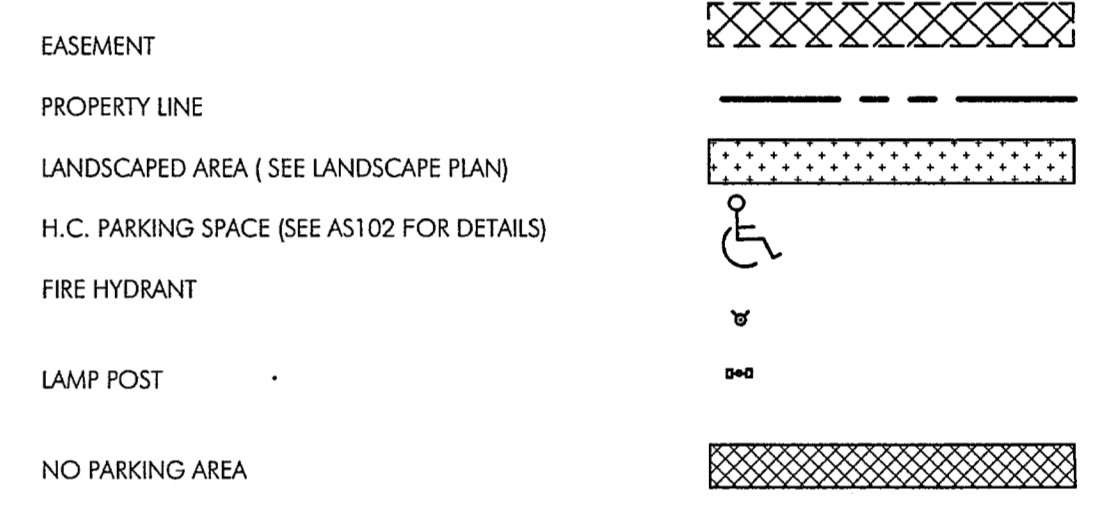 EASEMENT
PROPERTY LINE
LANDSCAPED AREA ( SEE LANDSCAPE PLAN)
H.C. PARKING SPACE (SEE AS102 FOR DETAILS)
FIRE HYDRANT
LAMP POST
NO PARKING AREA